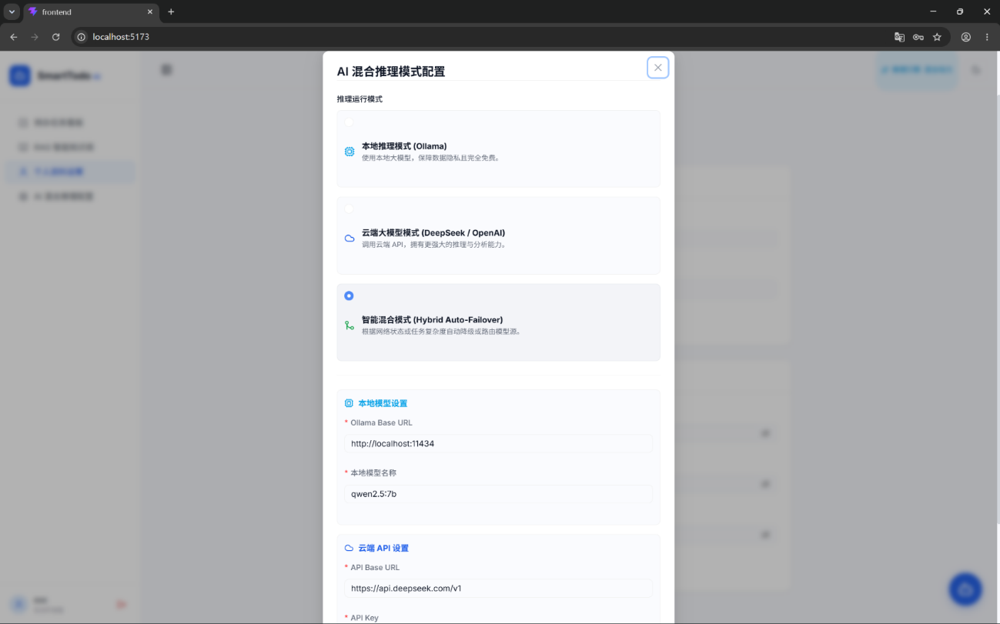 frontend
localhost:5173
SmartTodo
AI 混合推理模式配置
推理运行模式
本地推理模式 (Ollama)
使用本地大模型，保障数据隐私且完全免费。
云端大模型模式 (DeepSeek / OpenAI)
调用云端 API，拥有更强大的推理与分析能力。
智能混合模式 (Hybrid Auto-Failover)
根据网络状态或任务复杂度自动降级或路由模型源。
本地模型设置
* Ollama Base URL
http://localhost:11434
* 本地模型名称
qwen2.5:7b
云端 API 设置
* API Base URL
https://api.deepseek.com/v1
* API Key